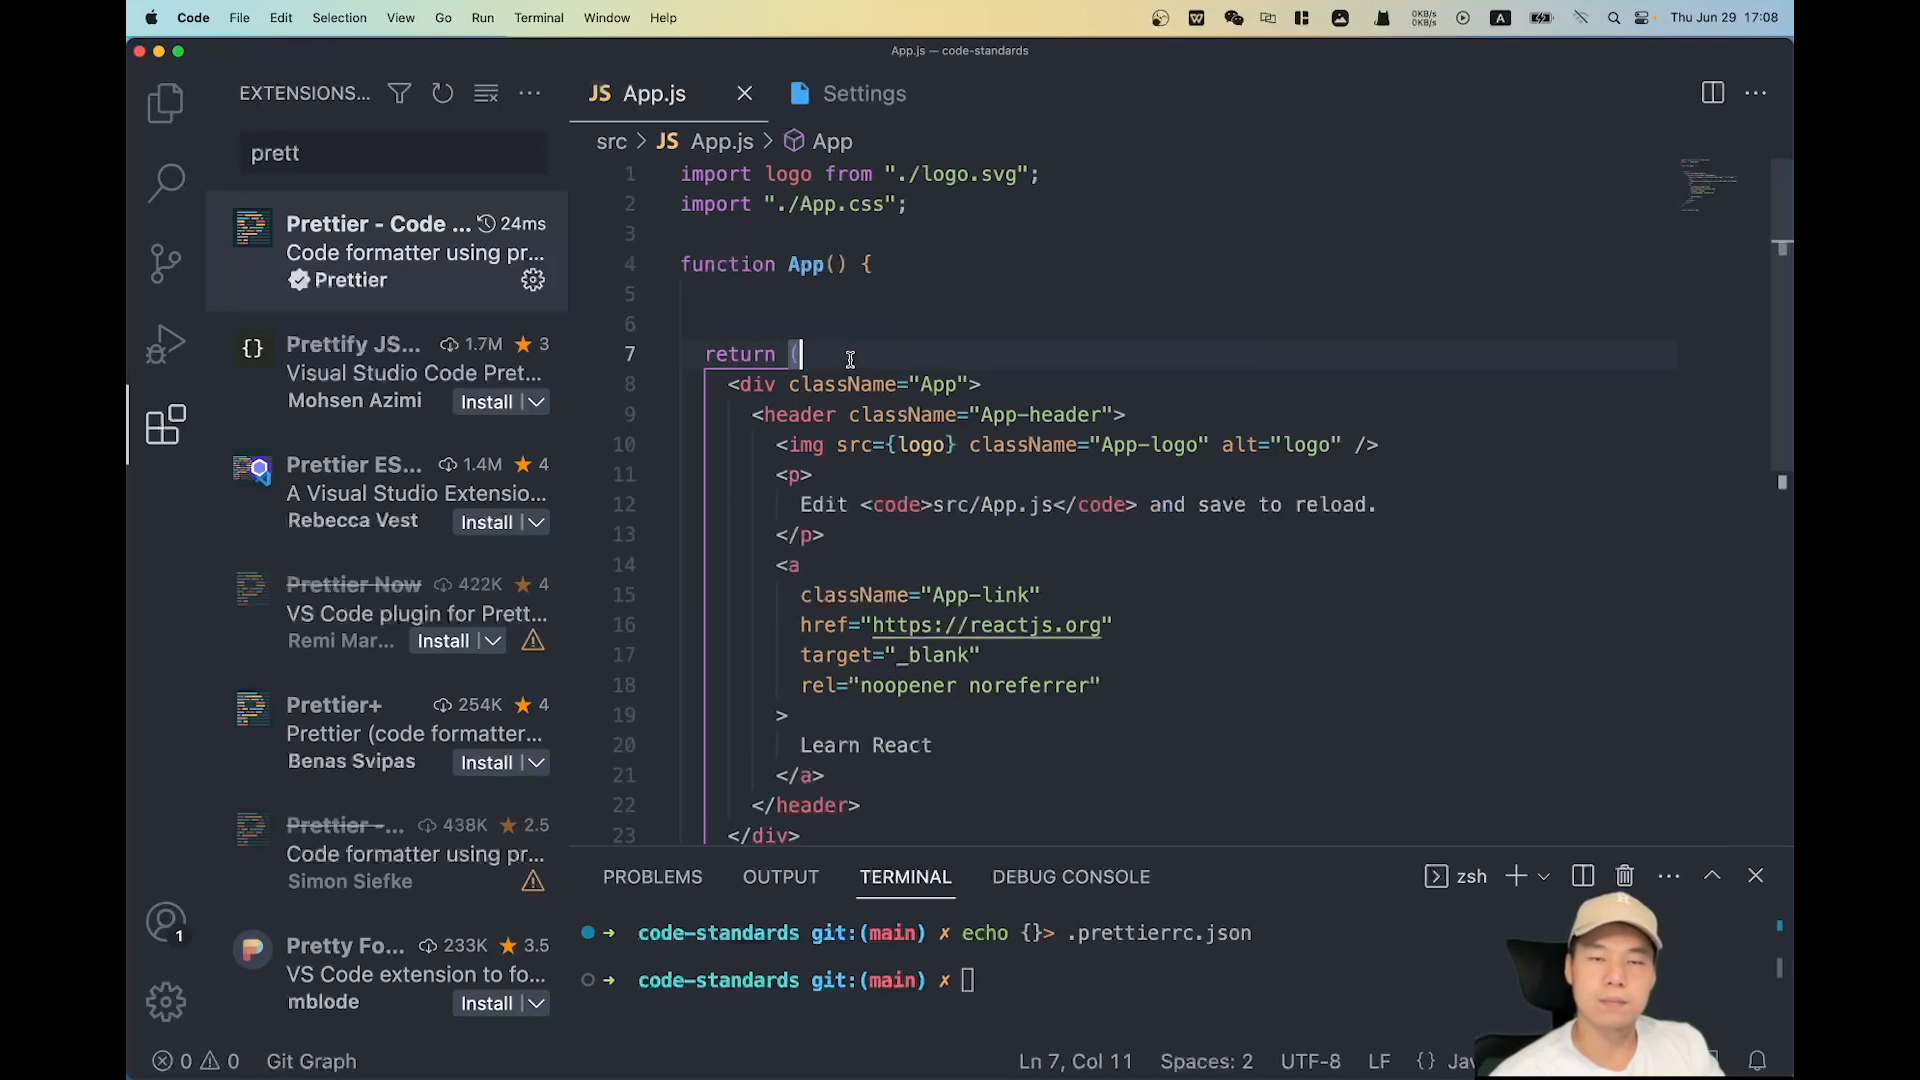 Code File Edit Selection View Go Run Terminal Window Help
0KB/s
0KB/s
A
Thu Jun 29 17:08
App.js — code-standards
EXTENSIONS...
prett
Prettier - Code ... 24ms
Code formatter using pr...
Prettier
Prettify JS... 1.7M 3
Visual Studio Code Pret...
Mohsen Azimi Install
Prettier ES... 1.4M 4
A Visual Studio Extensio...
Rebecca Vest Install
Prettier Now 422K 4
VS Code plugin for Prett...
Remi Mar... Install
Prettier+ 254K 4
Prettier (code formatter...
Benas Svipas Install
Prettier -... 438K 2.5
Code formatter using pr...
Simon Siefke
Pretty Fo... 233K 3.5
VS Code extension to fo...
mblode Install
1
JS App.js Settings
src > JS App.js > App
1 import logo from "./logo.svg";
2 import "./App.css";
3
4 function App() {
5
6
7 return (
8 <div className="App">
9 <header className="App-header">
10 <img src={logo} className="App-logo" alt="logo" />
11 <p>
12 Edit <code>src/App.js</code> and save to reload.
13 </p>
14 <a
15 className="App-link"
16 href="https://reactjs.org"
17 target="_blank"
18 rel="noopener noreferrer"
19 >
20 Learn React
21 </a>
22 </header>
23 </div>
PROBLEMS OUTPUT TERMINAL DEBUG CONSOLE zsh
➜ code-standards git:(main) ✗ echo {}> .prettierrc.json
➜ code-standards git:(main) ✗
0 0 Git Graph Ln 7, Col 11 Spaces: 2 UTF-8 LF {}